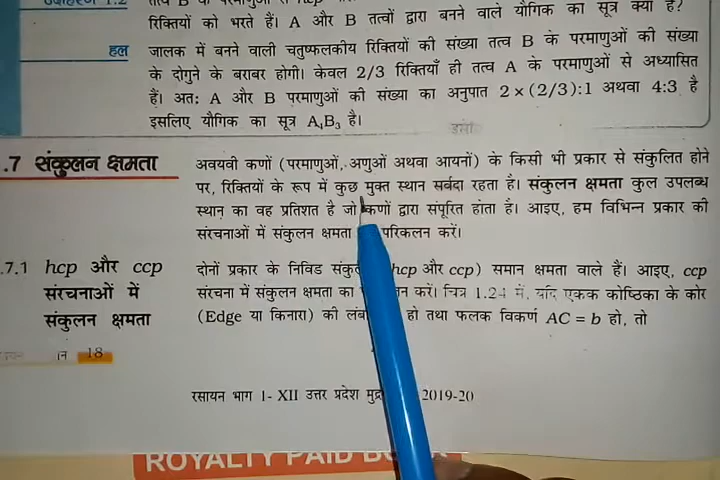 उदाहरण 1.2
रिक्तियों को भरते हैं। A और B तत्वों द्वारा बनने वाले यौगिक का सूत्र क्या है?
हल जालक में बनने वाली चतुष्फलकीय रिक्तियों की संख्या तत्व B के परमाणुओं की संख्या
के दोगुने के बराबर होगी। केवल 2/3 रिक्तियाँ ही तत्व A के परमाणुओं से अध्यासित
हैं। अत: A और B परमाणुओं की संख्या का अनुपात 2 × (2/3):1 अथवा 4:3 है
इसलिए यौगिक का सूत्र A₄B₃ है।
.7 संकुलन क्षमता
अवयवी कणों (परमाणुओं, अणुओं अथवा आयनों) के किसी भी प्रकार से संकुलित होने
पर, रिक्तियों के रूप में कुछ मुक्त स्थान सर्वदा रहता है। संकुलन क्षमता कुल उपलब्ध
स्थान का वह प्रतिशत है जो कणों द्वारा संपूरित होता है। आइए, हम विभिन्न प्रकार की
संरचनाओं में संकुलन क्षमता परिकलन करें।
.7.1 hcp और ccp
संरचनाओं में
संकुलन क्षमता
दोनों प्रकार के निविड hcp और ccp) समान क्षमता वाले हैं। आइए, ccp
संरचना में संकुलन क्षमता का करें। चित्र 1.24 में, यदि एकक कोष्ठिका के कोर
(Edge या किनारा) की हो तथा फलक विकर्ण AC = b हो, तो
18
रसायन भाग 1- XII उत्तर प्रदेश 2019-20
ROYALTY PAID